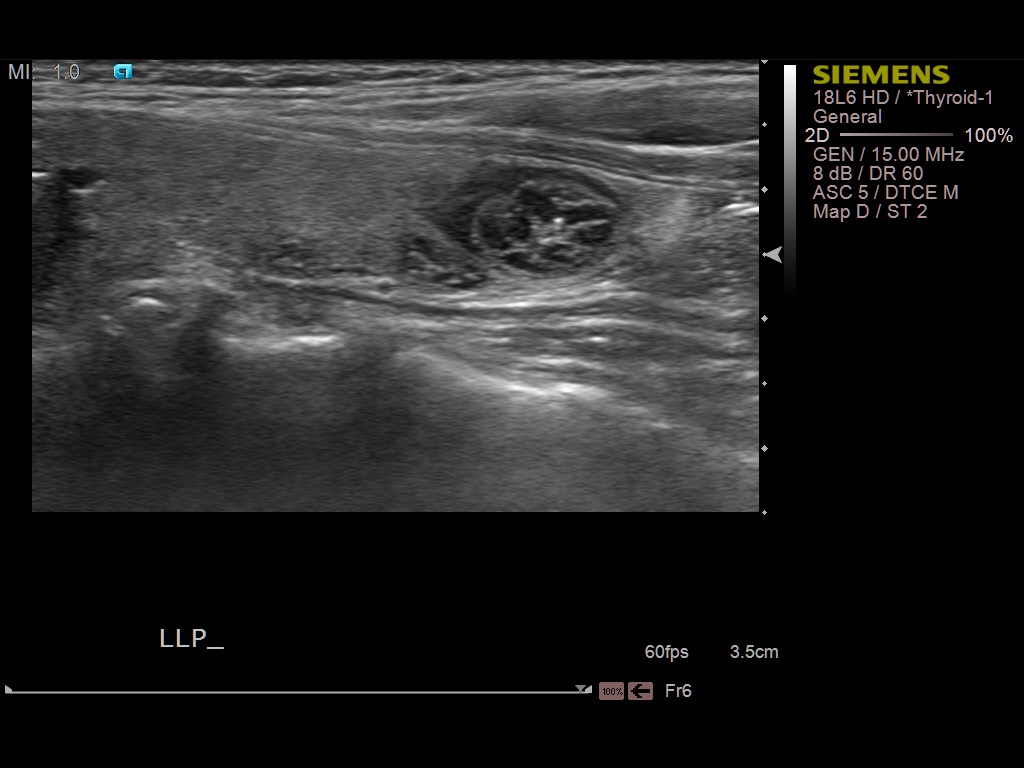 MI: 1.0
SIEMENS
18L6 HD / *Thyroid-1
General
2D 100%
GEN / 15.00 MHz
8 dB / DR 60
ASC 5 / DTCE M
Map D / ST 2
LLP_
60fps 3.5cm
100% Fr6